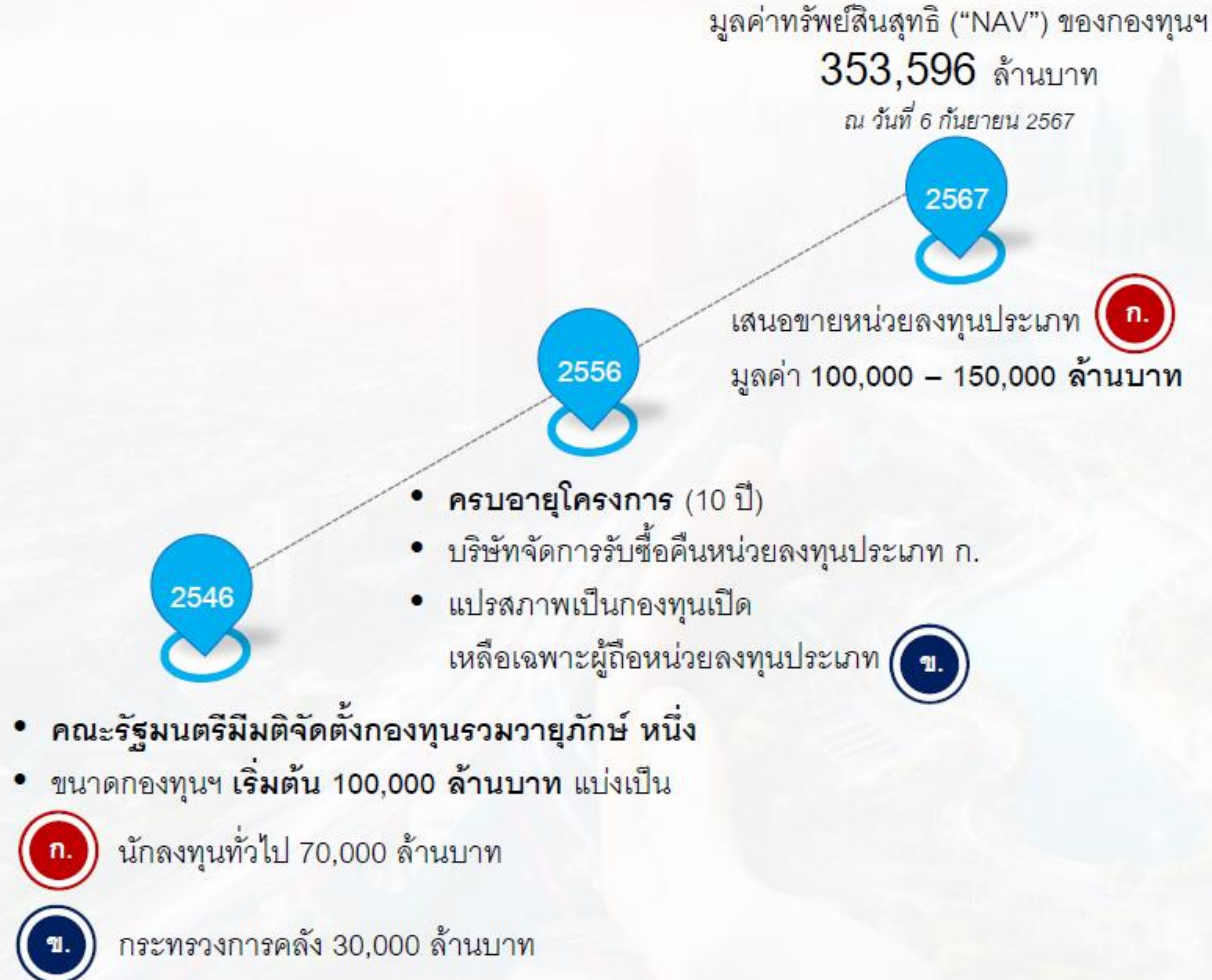 มูลค่าทรัพย์สินสุทธิ ("NAV") ของกองทุนฯ
353,596 ล้านบาท
ณ วันที่ 6 กันยายน 2567
2567
เสนอขายหน่วยลงทุนประเภท ก.
มูลค่า 100,000 – 150,000 ล้านบาท
2556
• ครบอายุโครงการ (10 ปี)
• บริษัทจัดการรับซื้อคืนหน่วยลงทุนประเภท ก.
• แปรสภาพเป็นกองทุนเปิด
เหลือเฉพาะผู้ถือหน่วยลงทุนประเภท ข.
2546
• คณะรัฐมนตรีมีมติจัดตั้งกองทุนรวมวายุภักษ์ หนึ่ง
• ขนาดกองทุนฯ เริ่มต้น 100,000 ล้านบาท แบ่งเป็น
ก. นักลงทุนทั่วไป 70,000 ล้านบาท
ข. กระทรวงการคลัง 30,000 ล้านบาท